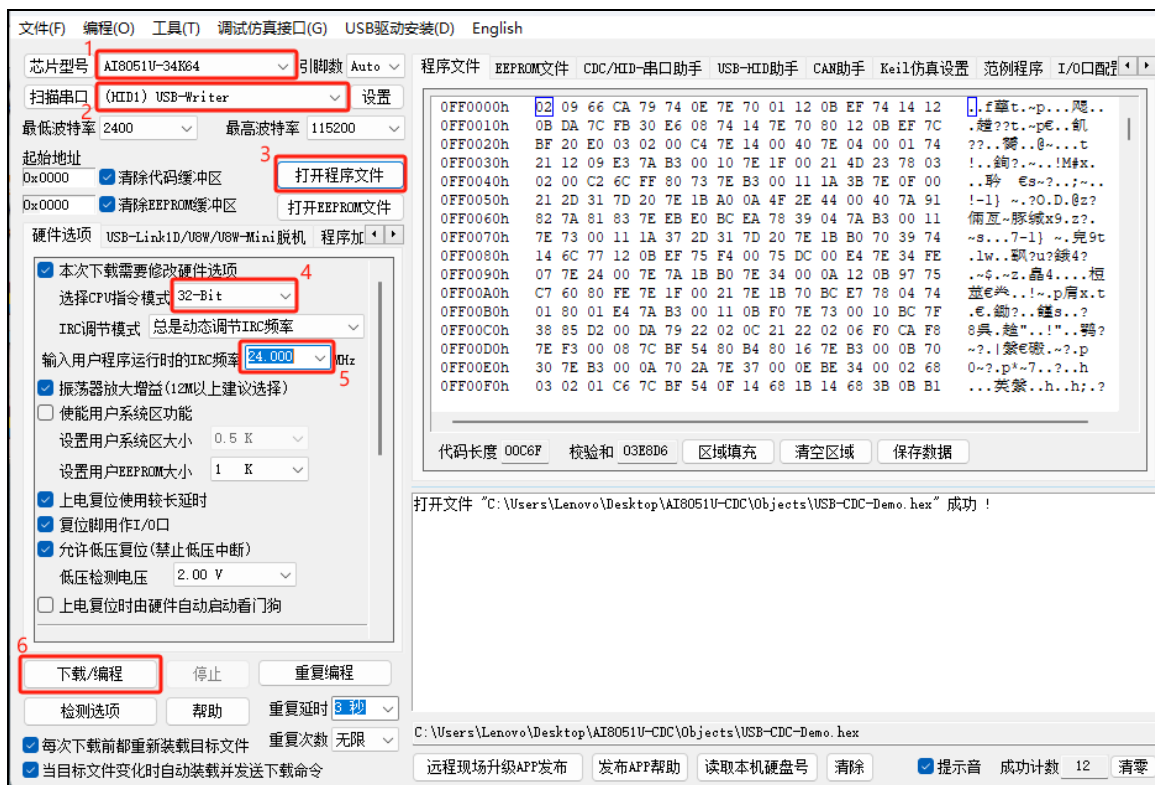 文件(F) 编程(O) 工具(T) 调试仿真接口(G) USB驱动安装(D) English
1
芯片型号 AI8051U-34K64 引脚数 Auto
扫描串口 (HID1) USB-Writer 设置
2
最低波特率 2400 最高波特率 115200
起始地址
3
0x0000 清除代码缓冲区 打开程序文件
0x0000 清除EEPROM缓冲区 打开EEPROM文件
硬件选项 USB-Link1D/U8W/U8W-Mini脱机 程序加
本次下载需要修改硬件选项
4
选择CPU指令模式 32-Bit
IRC调节模式 总是动态调节IRC频率
输入用户程序运行时的IRC频率 24.000 MHz
5
振荡器放大增益(12M以上建议选择)
使能用户系统区功能
设置用户系统区大小 0.5 K
设置用户EEPROM大小 1 K
上电复位使用较长延时
复位脚用作I/O口
允许低压复位(禁止低压中断)
低压检测电压 2.00 V
上电复位时由硬件自动启动看门狗
6
下载/编程 停止 重复编程
检测选项 帮助 重复延时 3 秒
每次下载前都重新装载目标文件 重复次数 无限
当目标文件变化时自动装载并发送下载命令
程序文件 EEPROM文件 CDC/HID-串口助手 USB-HID助手 CAN助手 Keil仿真设置 范例程序 I/O口配置
0FF0000h 02 09 66 CA 79 74 0E 7E 70 01 12 0B EF 74 14 12
0FF0010h 0B DA 7C FB 30 E6 08 74 14 7E 70 80 12 0B EF 7C
0FF0020h BF 20 E0 03 02 00 C4 7E 14 00 40 7E 04 00 01 74
0FF0030h 21 12 09 E3 7A B3 00 10 7E 1F 00 21 4D 23 78 03
0FF0040h 02 00 C2 6C FF 80 73 7E B3 00 11 1A 3B 7E 0F 00
0FF0050h 21 2D 31 7D 20 7E 1B A0 0A 4F 2E 44 00 40 7A 91
0FF0060h 82 7A 81 83 7E EB E0 BC EA 78 39 04 7A B3 00 11
0FF0070h 7E 73 00 11 1A 37 2D 31 7D 20 7E 1B B0 70 39 74
0FF0080h 14 6C 77 12 0B EF 75 F4 00 75 DC 00 E4 7E 34 FE
0FF0090h 07 7E 24 00 7E 7A 1B B0 7E 34 00 0A 12 0B 97 75
0FF00A0h C7 60 80 FE 7E 1F 00 21 7E 1B 70 BC E7 78 04 74
0FF00B0h 01 80 01 E4 7A B3 00 11 0B F0 7E 73 00 10 BC 7F
0FF00C0h 38 85 D2 00 DA 79 22 02 0C 21 22 02 06 F0 CA F8
0FF00D0h 7E F3 00 08 7C BF 54 80 B4 80 16 7E B3 00 0B 70
0FF00E0h 30 7E B3 00 0A 70 2A 7E 37 00 0E BE 34 00 02 68
0FF00F0h 03 02 01 C6 7C BF 54 0F 14 68 1B 14 68 3B 0B B1
代码长度 00C6F 校验和 03E8D6 区域填充 清空区域 保存数据
打开文件 "C:\Users\Lenovo\Desktop\AI8051U-CDC\Objects\USB-CDC-Demo.hex" 成功 !
C:\Users\Lenovo\Desktop\AI8051U-CDC\Objects\USB-CDC-Demo.hex
远程现场升级APP发布 发布APP帮助 读取本机硬盘号 清除 提示音 成功计数 12 清零